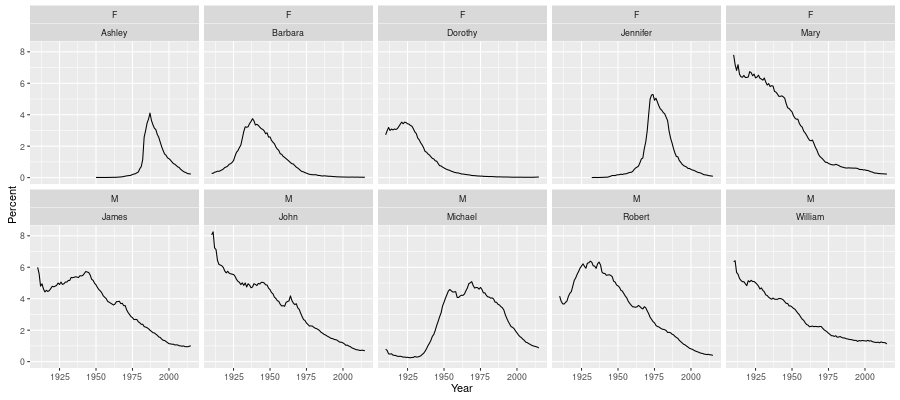 F F F F F
Ashley Barbara Dorothy Jennifer Mary
8
6
4
2
0
Percent
M M M M M
James John Michael Robert William
8
6
4
2
0
1925 1950 1975 2000 1925 1950 1975 2000 1925 1950 1975 2000 1925 1950 1975 2000 1925 1950 1975 2000
Year